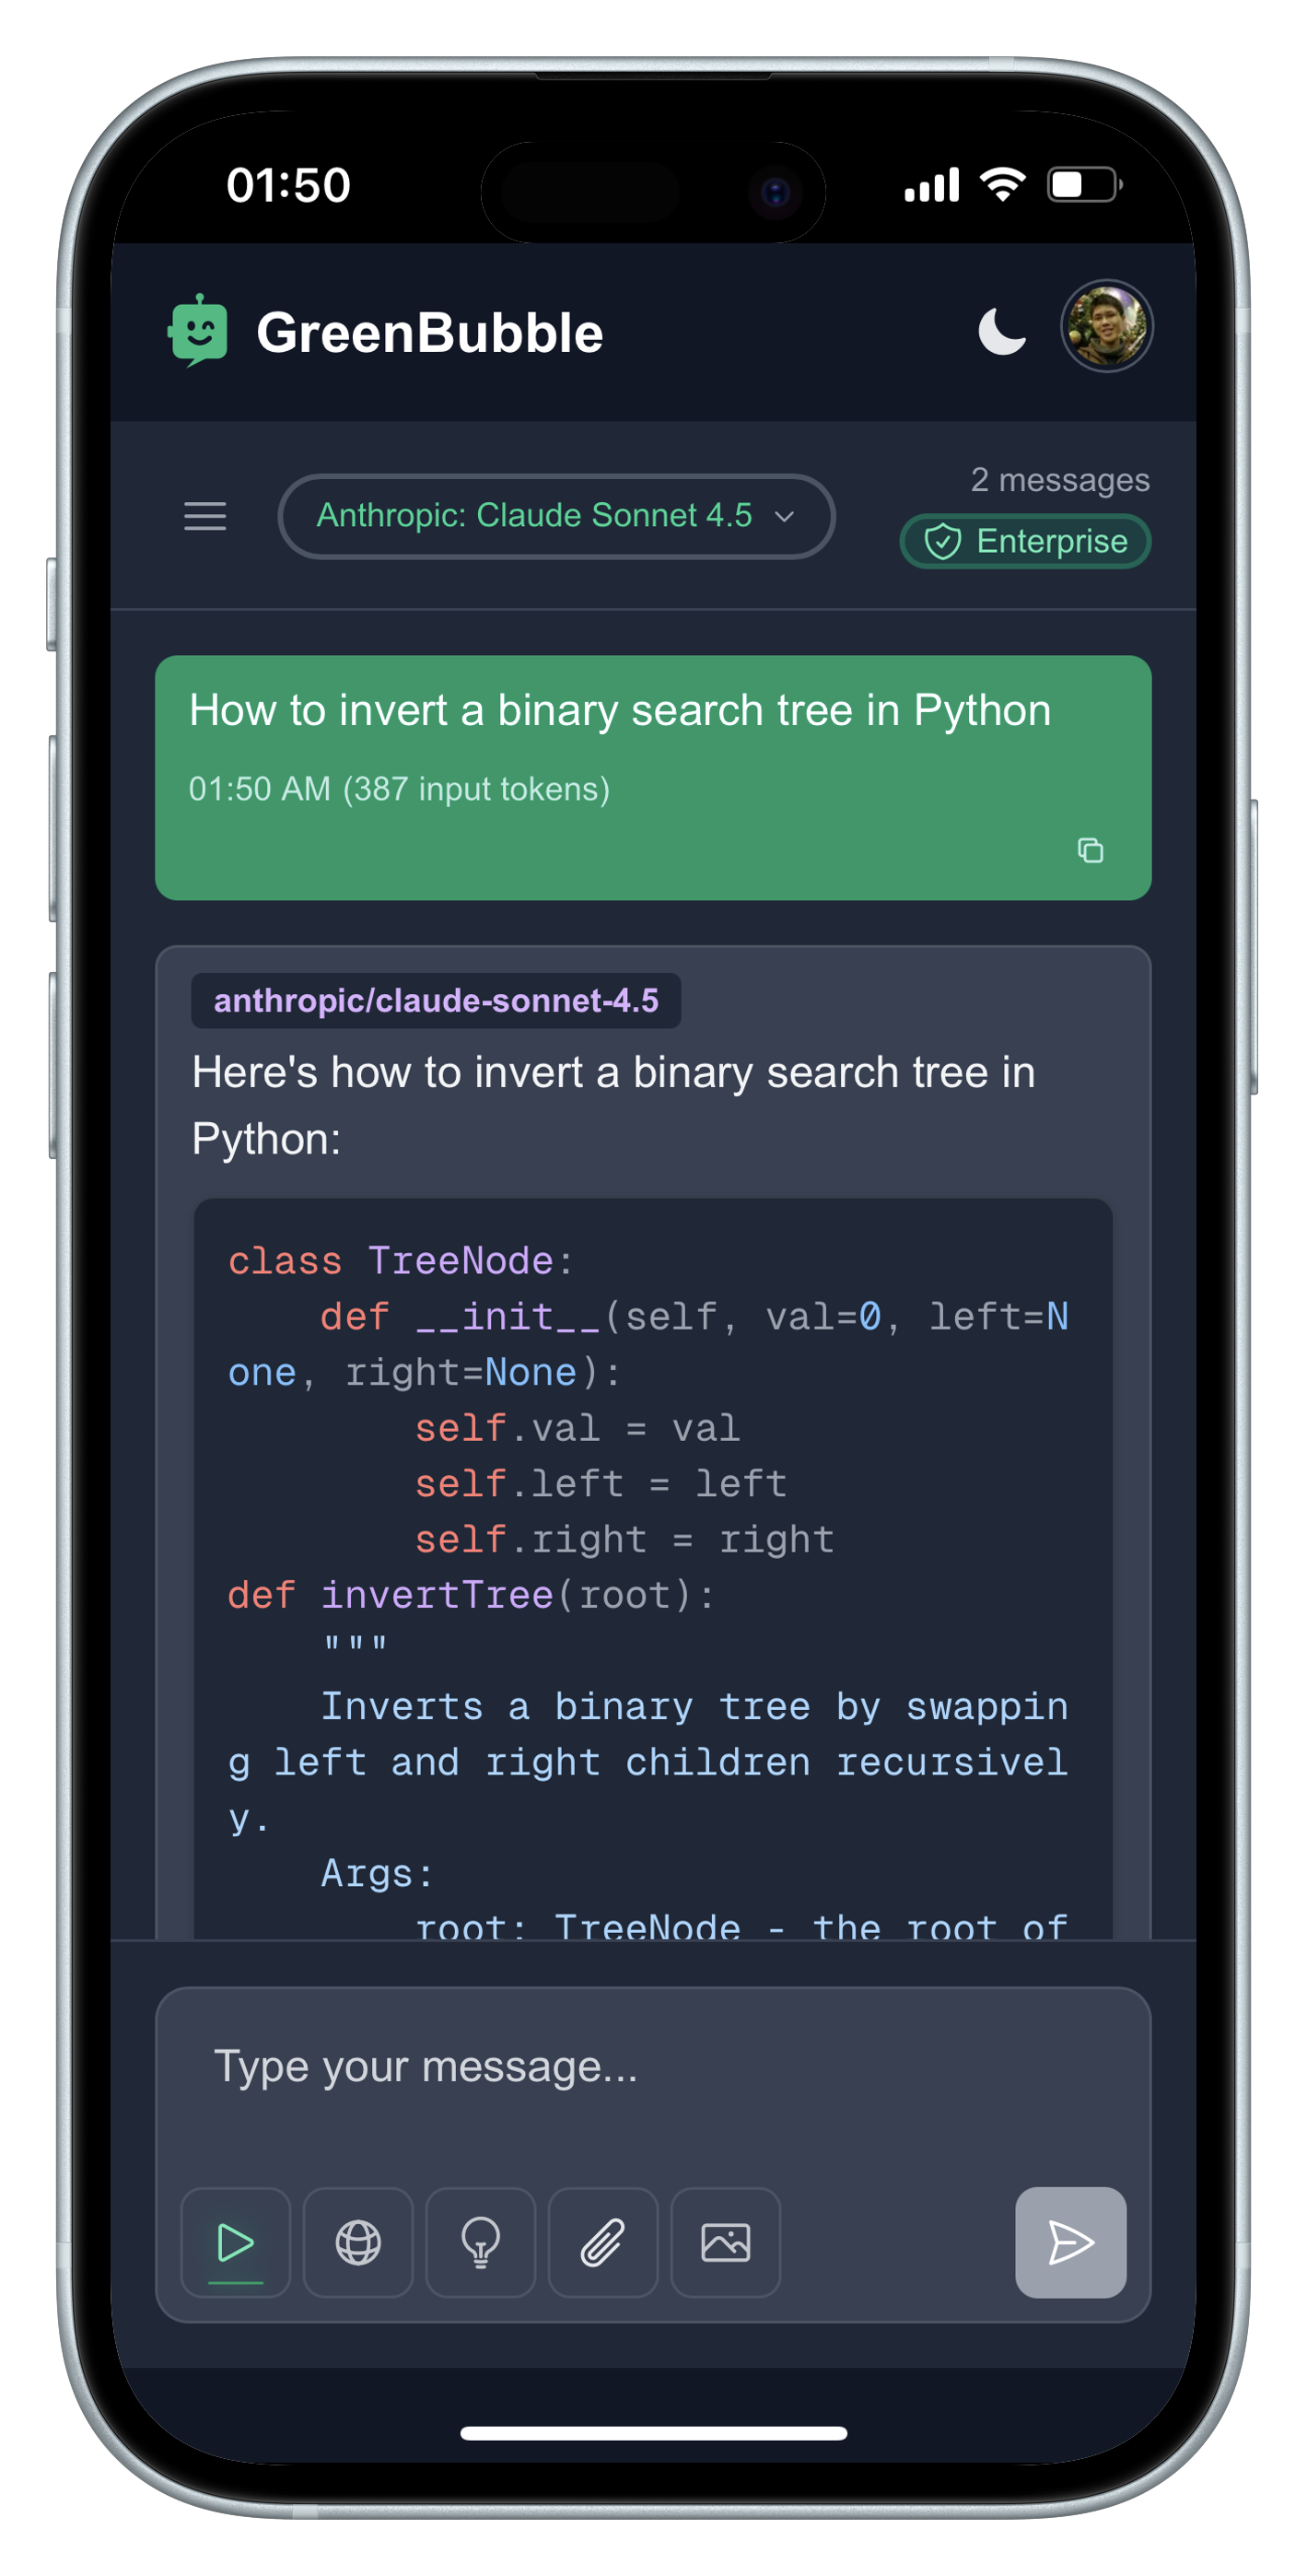 01:50
GreenBubble
Anthropic: Claude Sonnet 4.5
2 messages
Enterprise
How to invert a binary search tree in Python
01:50 AM (387 input tokens)
anthropic/claude-sonnet-4.5
Here's how to invert a binary search tree in
Python:
class TreeNode:
    def __init__(self, val=0, left=N
one, right=None):
        self.val = val
        self.left = left
        self.right = right
def invertTree(root):
    """
    Inverts a binary tree by swappin
g left and right children recursivel
y.
    Args:
        root: TreeNode - the root of
Type your message...